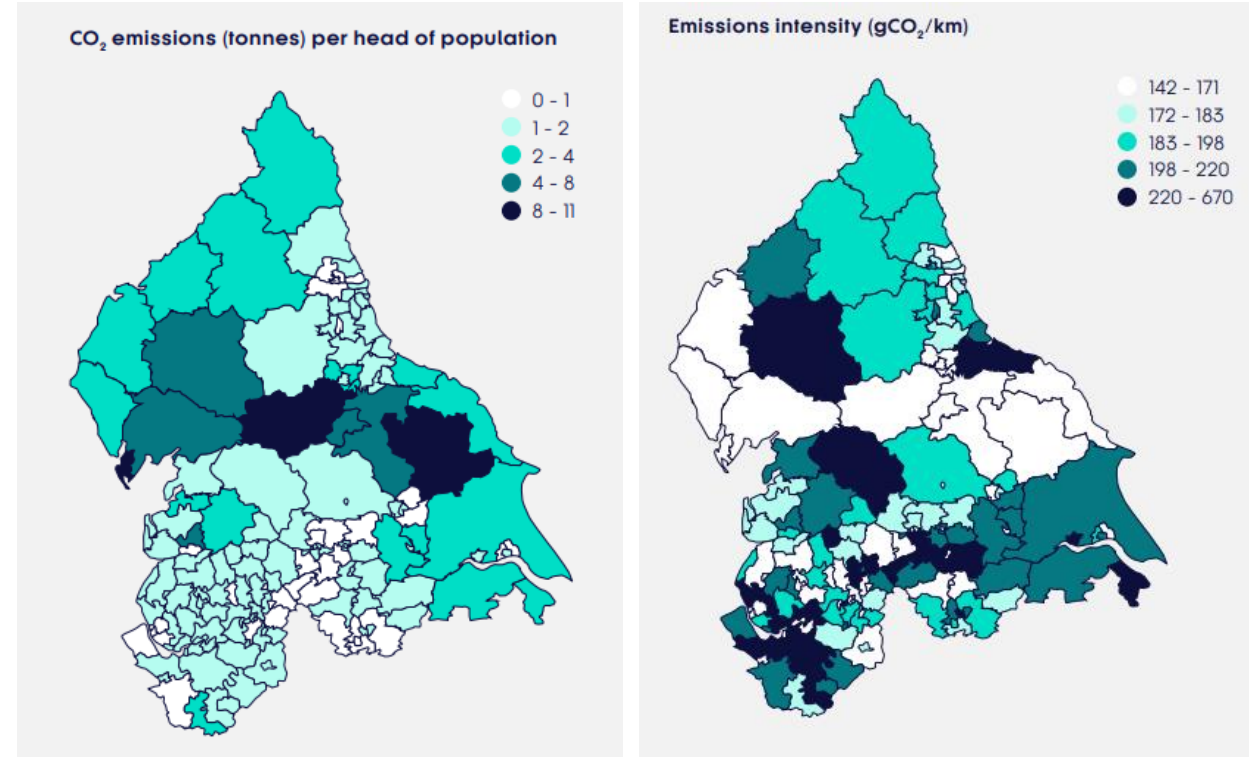 CO₂ emissions (tonnes) per head of population
0 - 1
1 - 2
2 - 4
4 - 8
8 - 11
Emissions intensity (gCO₂/km)
142 - 171
172 - 183
183 - 198
198 - 220
220 - 670